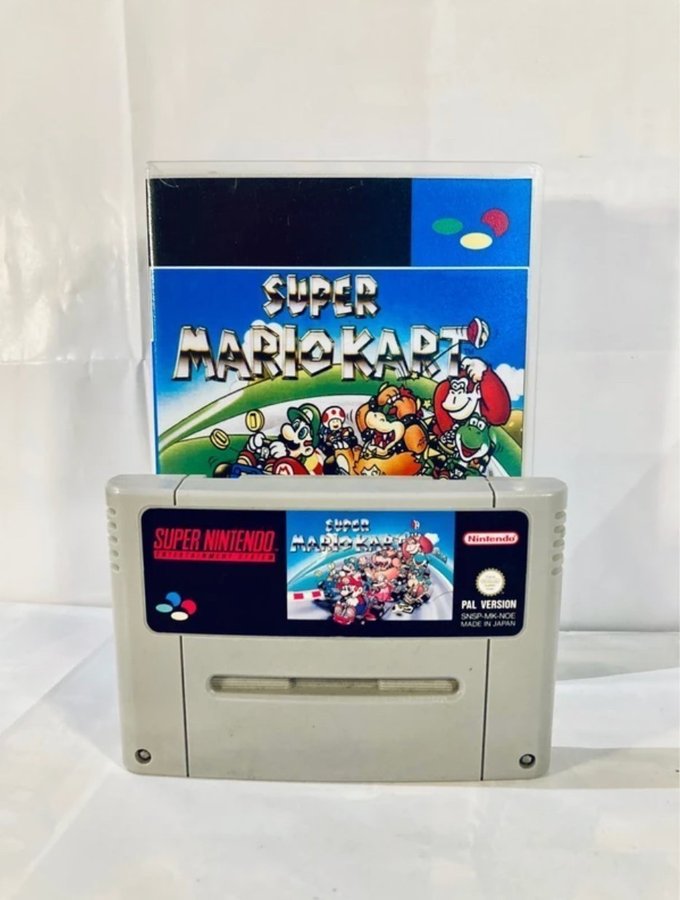 SUPER
MARIO KART
SUPER NINTENDO
ENTERTAINMENT SYSTEM
SUPER
MARIO KART
Nintendo
PAL VERSION
SNSP-MK-NOE
MADE IN JAPAN